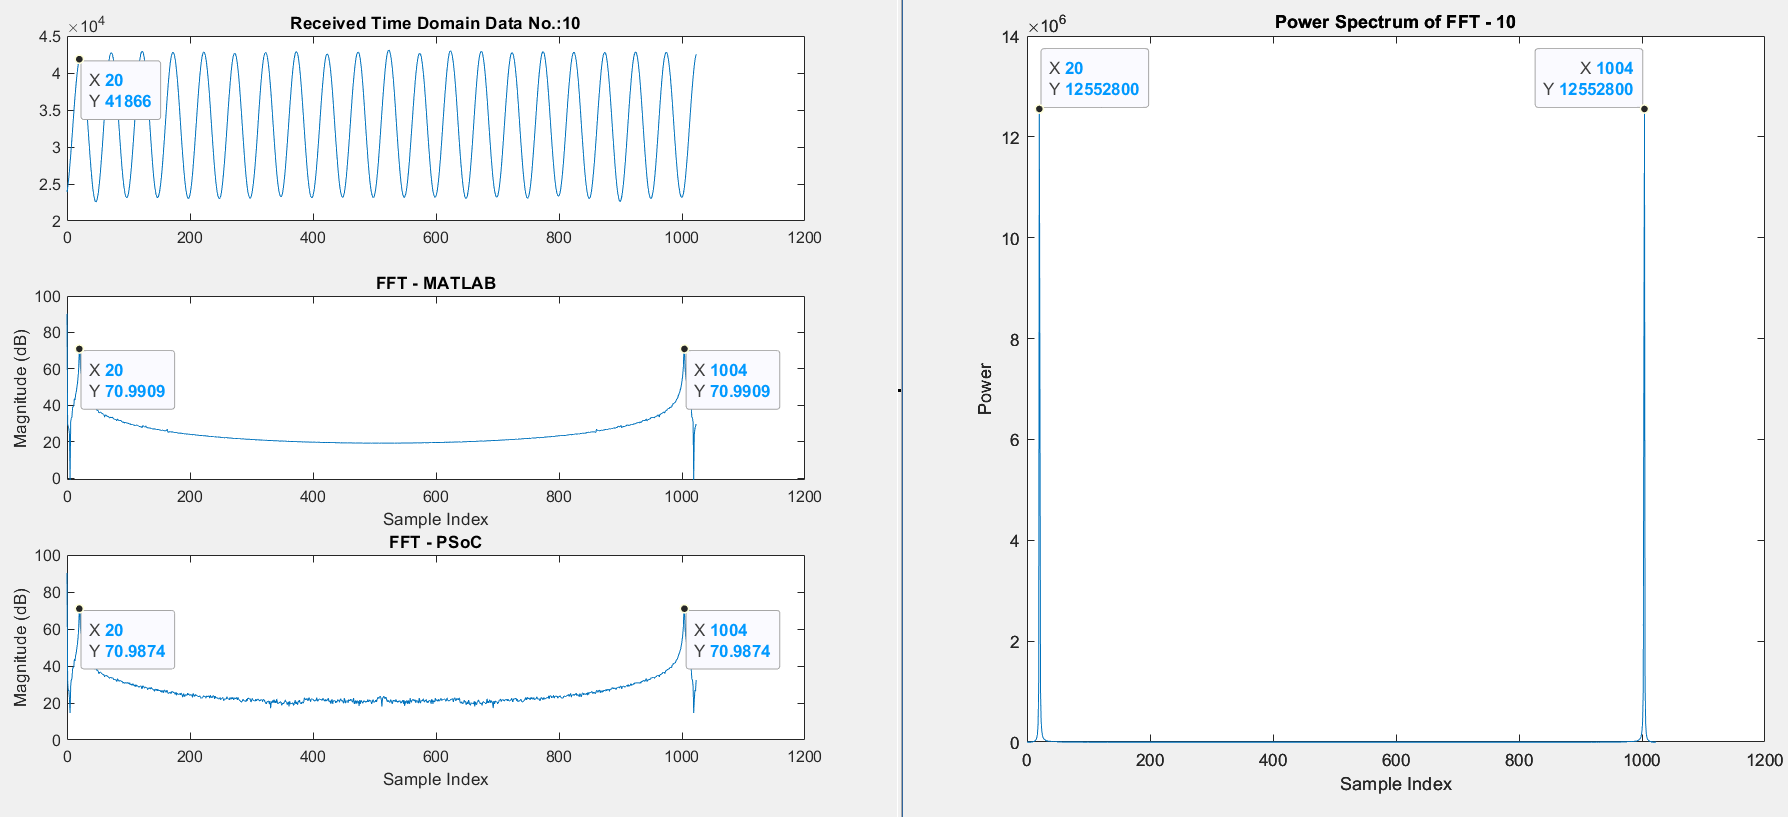 Received Time Domain Data No.:10
×10⁴
4.5
4
3.5
3
2.5
2
X 20
Y 41866
0 200 400 600 800 1000 1200
FFT - MATLAB
Magnitude (dB)
100
80
60
40
20
0
X 20
Y 70.9909
X 1004
Y 70.9909
0 200 400 600 800 1000 1200
Sample Index
FFT - PSoC
Magnitude (dB)
100
80
60
40
20
0
X 20
Y 70.9874
X 1004
Y 70.9874
0 200 400 600 800 1000 1200
Sample Index
Power Spectrum of FFT - 10
×10⁶
Power
14
12
10
8
6
4
2
0
X 20
Y 12552800
X 1004
Y 12552800
0 200 400 600 800 1000 1200
Sample Index